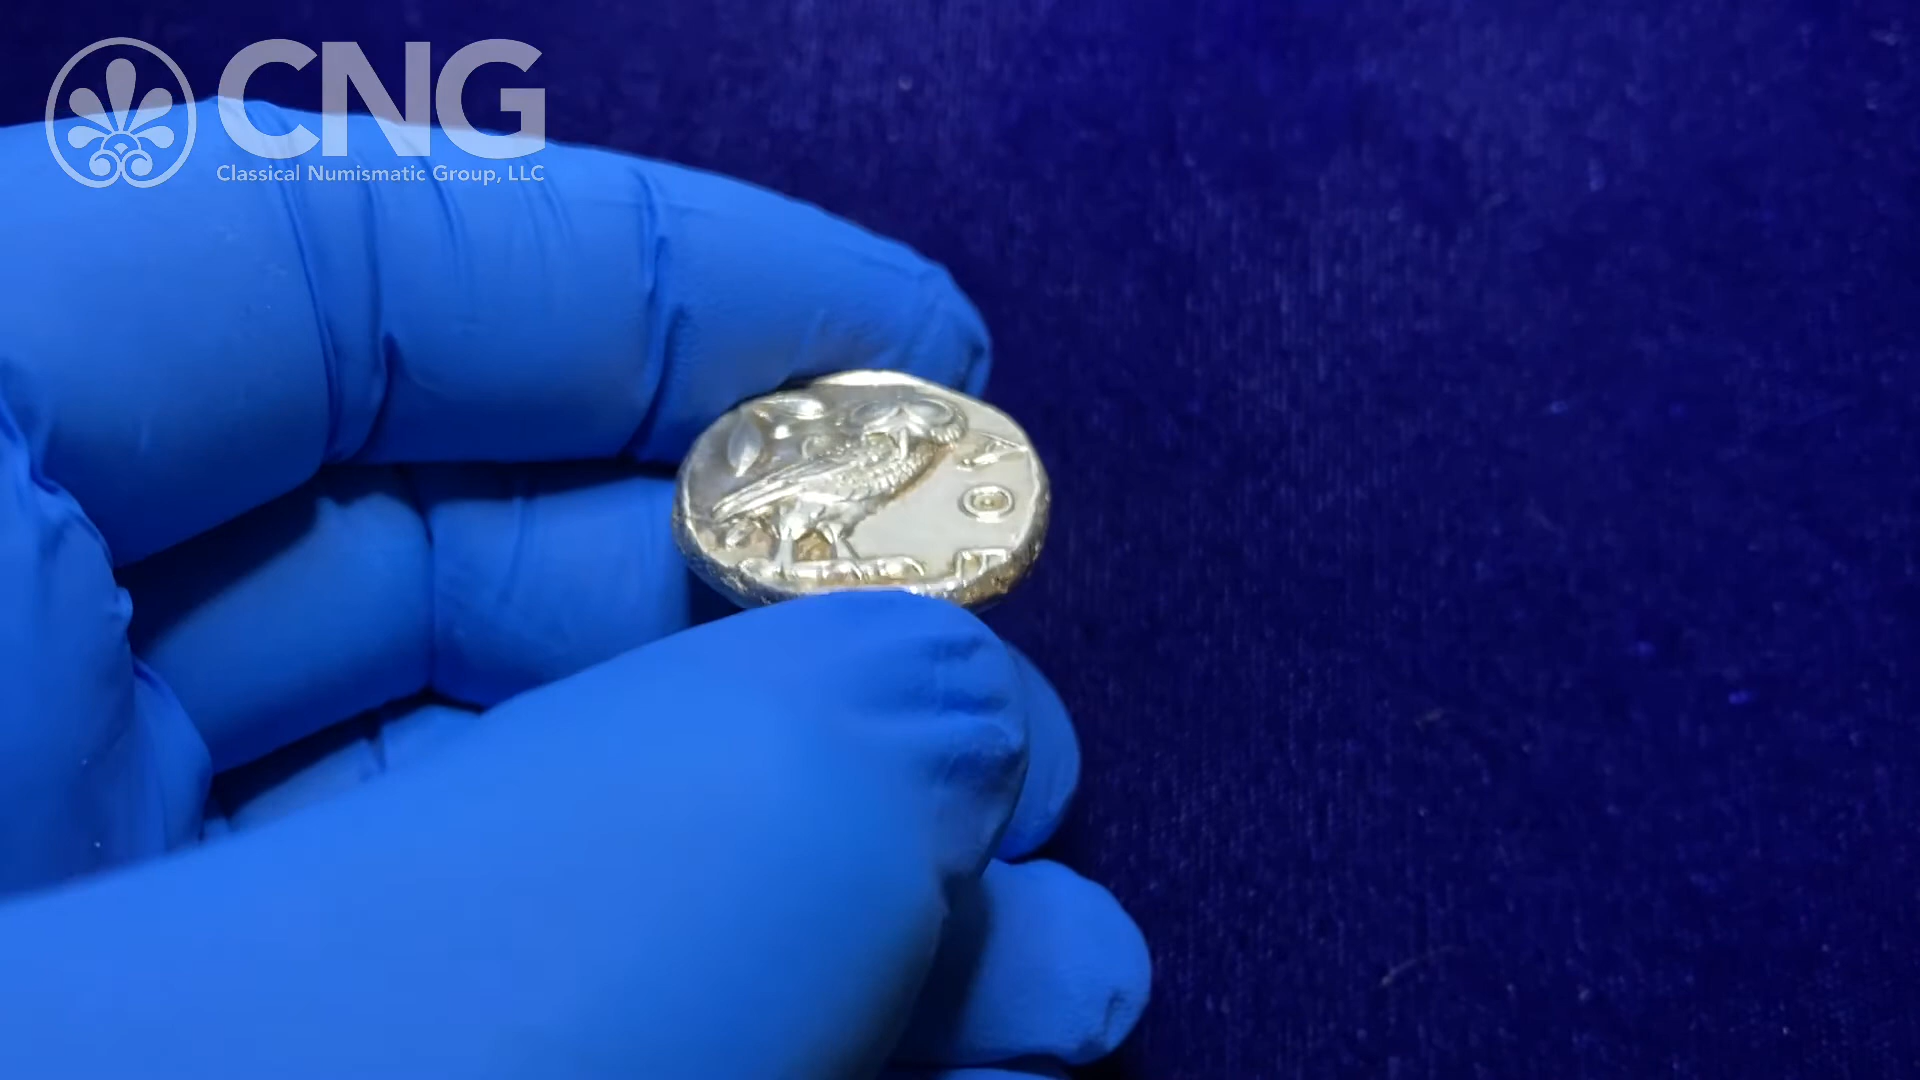 CNG
Classical Numismatic Group, LLC
Α
Θ
Ε